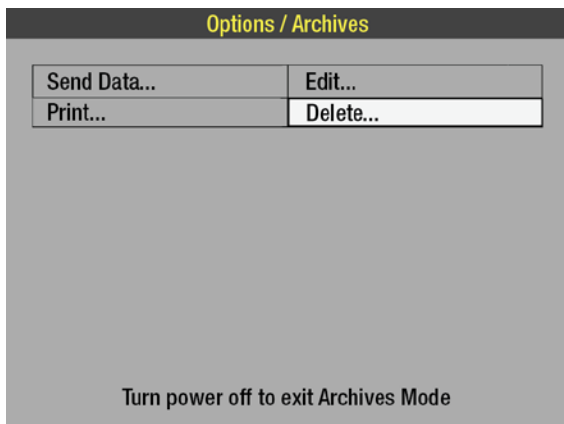 Options / Archives
Send Data... Edit...
Print... Delete...
Turn power off to exit Archives Mode